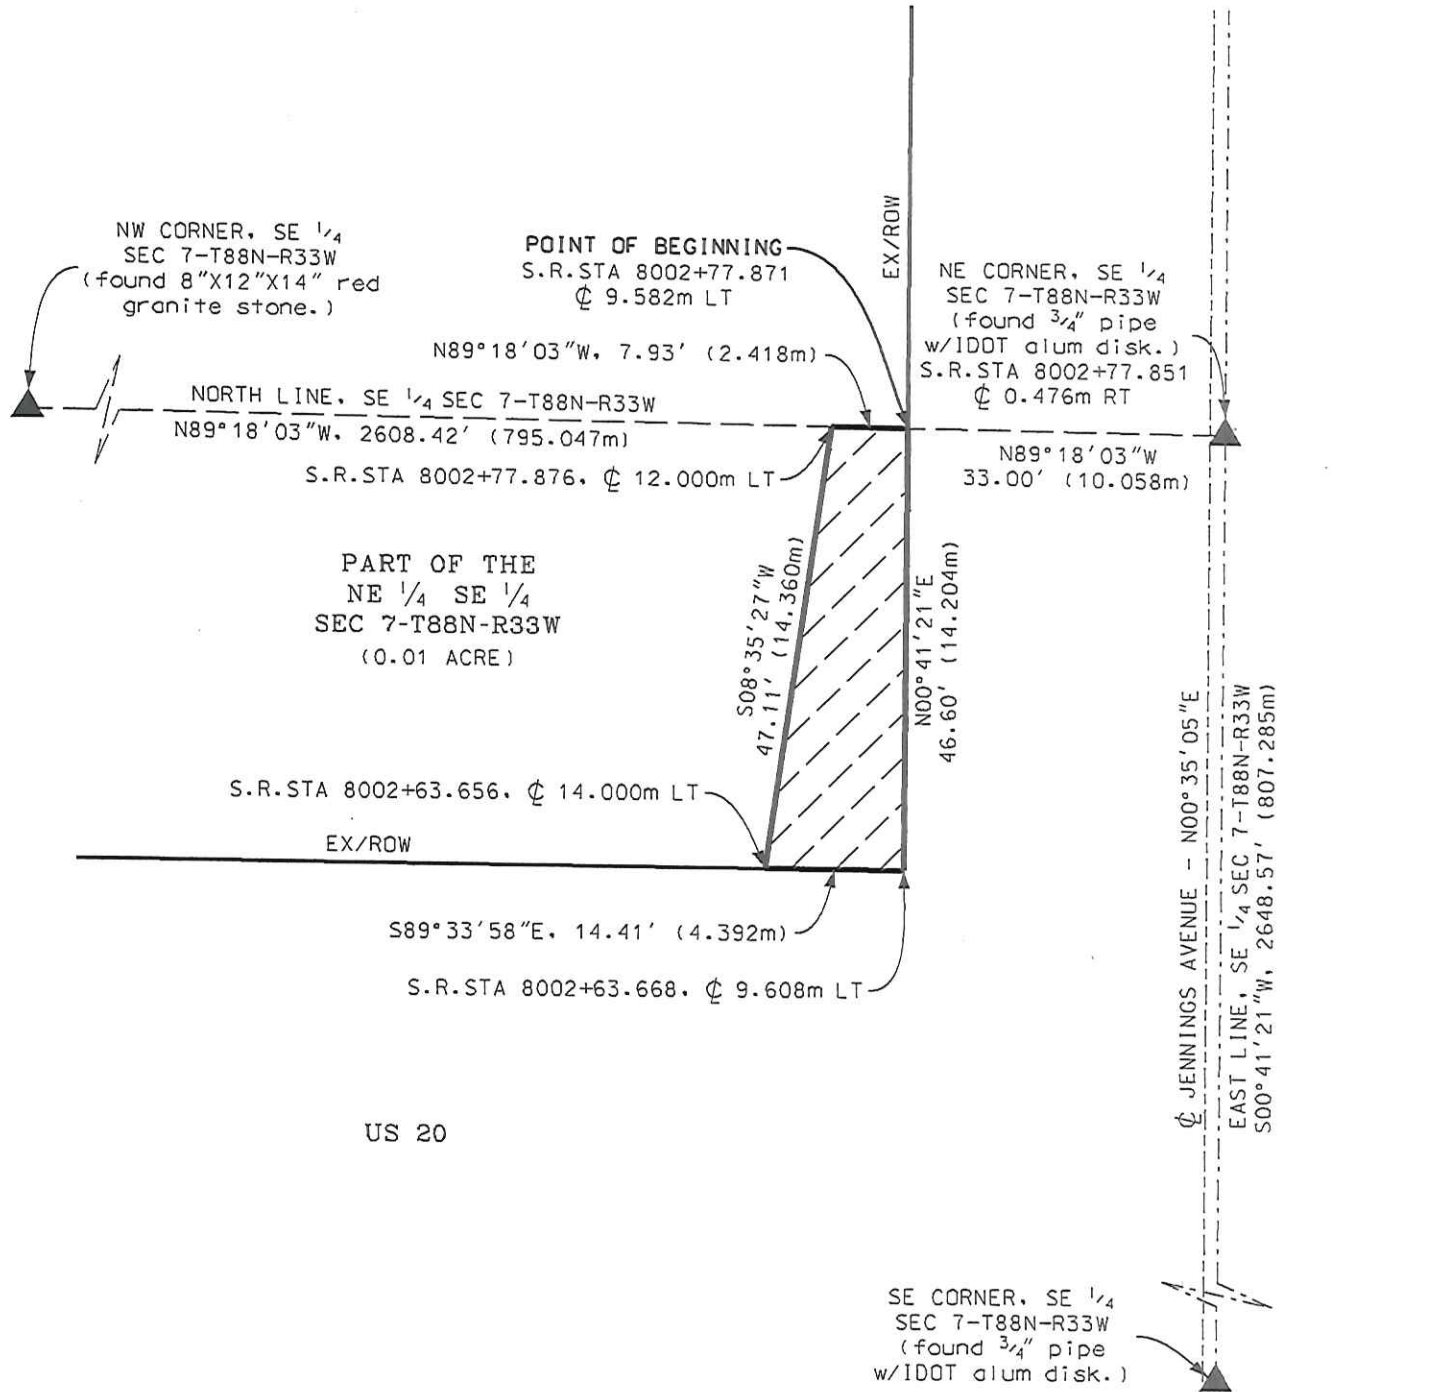 NW CORNER, SE 1/4
SEC 7-T88N-R33W
(found 8"X12"X14" red
granite stone.)
POINT OF BEGINNING
S.R.STA 8002+77.871
℄ 9.582m LT
EX/ROW
NE CORNER, SE 1/4
SEC 7-T88N-R33W
(found 3/4" pipe
w/IDOT alum disk.)
S.R.STA 8002+77.851
℄ 0.476m RT
N89°18'03"W, 7.93' (2.418m)
NORTH LINE, SE 1/4 SEC 7-T88N-R33W
N89°18'03"W, 2608.42' (795.047m)
N89°18'03"W
33.00' (10.058m)
S.R.STA 8002+77.876, ℄ 12.000m LT
PART OF THE
NE 1/4 SE 1/4
SEC 7-T88N-R33W
(0.01 ACRE)
S08°35'27"W
47.11' (14.360m)
N00°41'21"E
46.60' (14.204m)
S.R.STA 8002+63.656, ℄ 14.000m LT
EX/ROW
S89°33'58"E, 14.41' (4.392m)
S.R.STA 8002+63.668, ℄ 9.608m LT
℄ JENNINGS AVENUE - N00°35'05"E
EAST LINE, SE 1/4 SEC 7-T88N-R33W
S00°41'21"W, 2648.57' (807.285m)
US 20
SE CORNER, SE 1/4
SEC 7-T88N-R33W
(found 3/4" pipe
w/IDOT alum disk.)